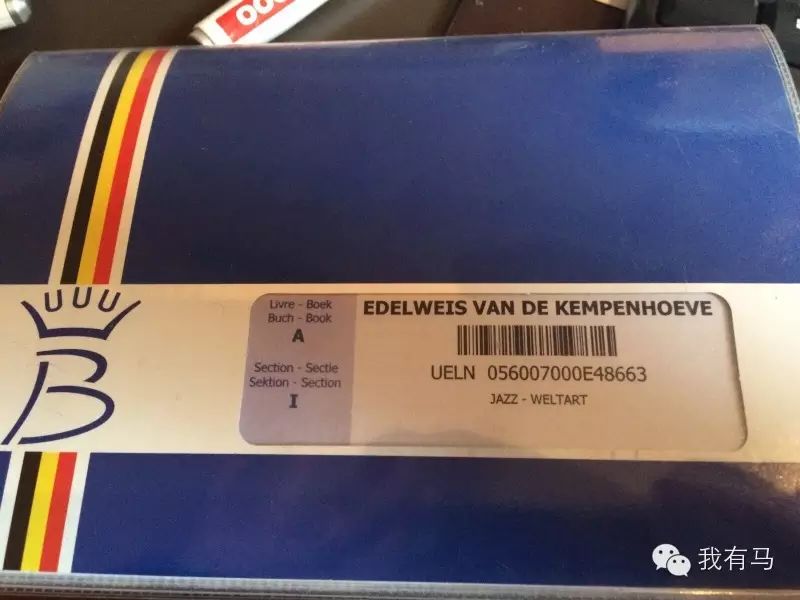 000
Livre - Boek
Buch - Book
A
Section - Sectie
Sektion - Section
I
EDELWEIS VAN DE KEMPENHOEVE
UELN 056007000E48663
JAZZ - WELTART
B
我有马